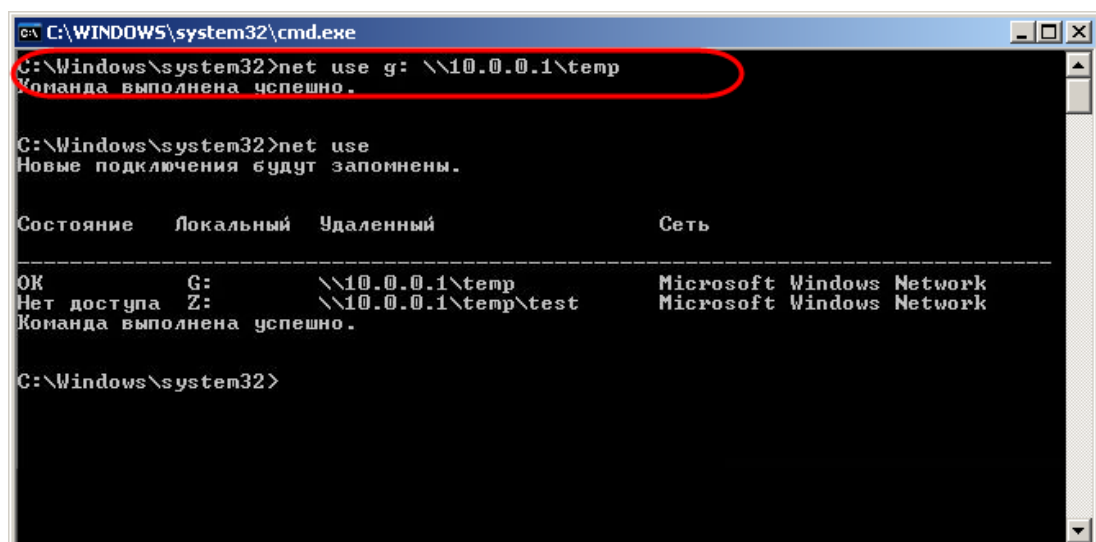 C:\WINDOWS\system32\cmd.exe
C:\Windows\system32>net use g: \\10.0.0.1\temp
Команда выполнена успешно.
C:\Windows\system32>net use
Новые подключения будут запомнены.
Состояние Локальный Удаленный Сеть
OK G: \\10.0.0.1\temp Microsoft Windows Network
Нет доступа Z: \\10.0.0.1\temp\test Microsoft Windows Network
Команда выполнена успешно.
C:\Windows\system32>